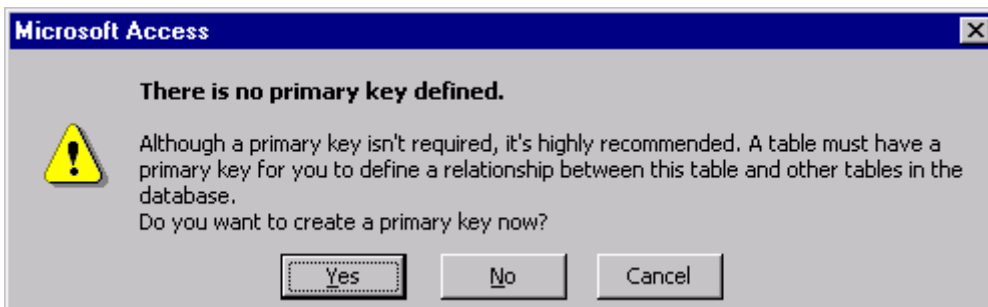 Microsoft Access
There is no primary key defined.
Although a primary key isn't required, it's highly recommended. A table must have a
primary key for you to define a relationship between this table and other tables in the
database.
Do you want to create a primary key now?
Yes No Cancel